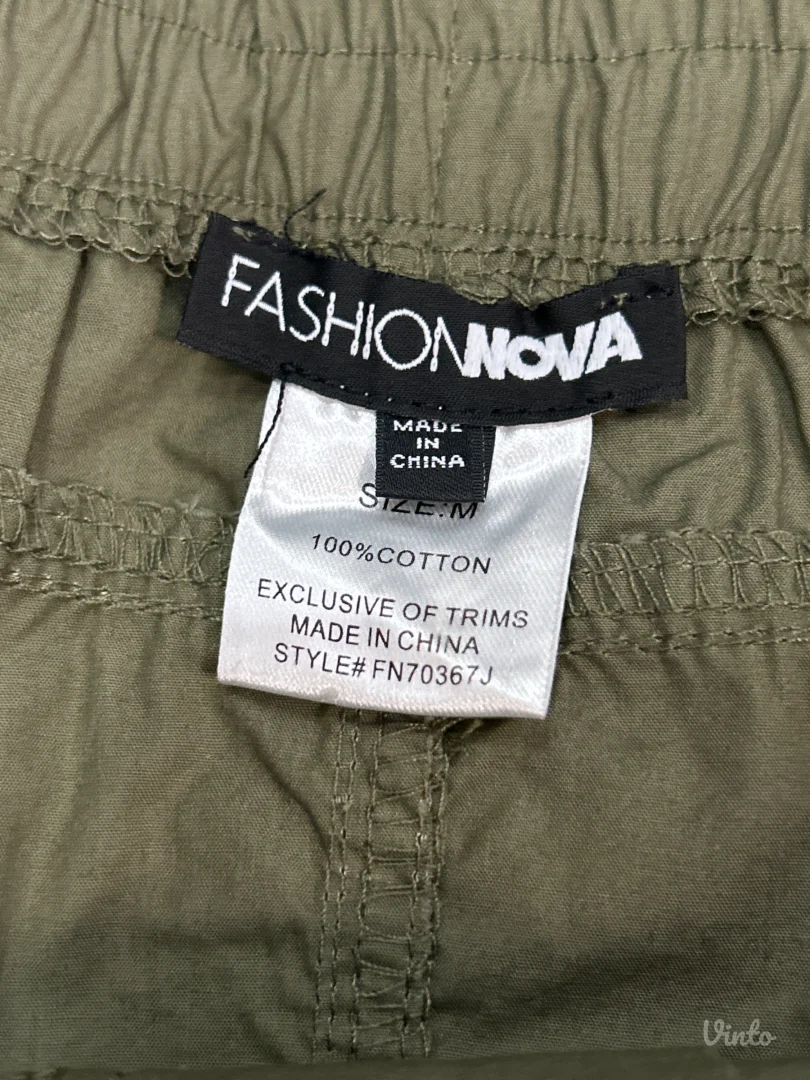 FASHIONNOVA
MADE
IN
CHINA
SIZE:M
100%COTTON
EXCLUSIVE OF TRIMS
MADE IN CHINA
STYLE# FN70367J
Vinto